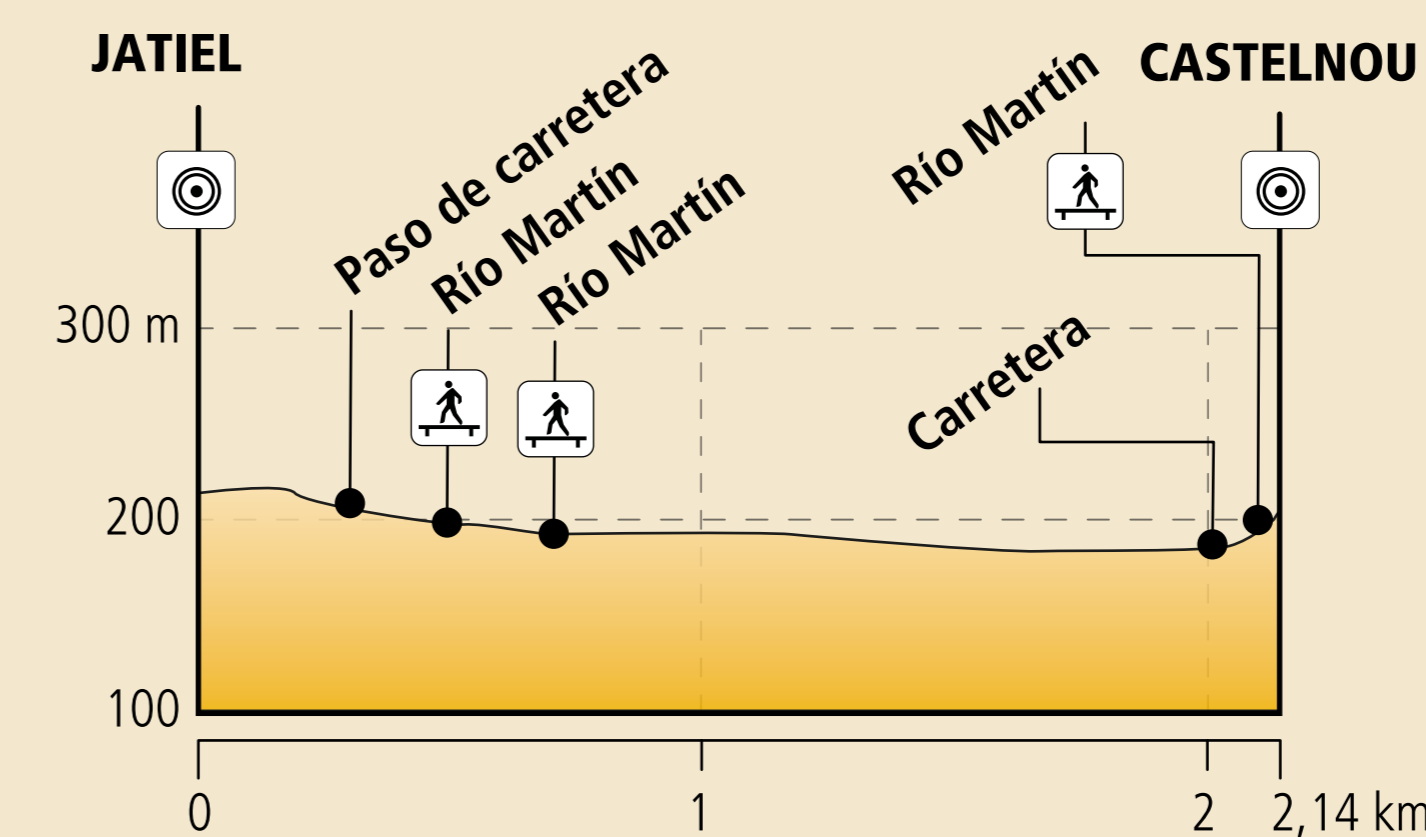 JATIEL
CASTELNOU
Paso de carretera
Río Martín
Río Martín
Río Martín
Carretera
300 m
200
100
0
1
2
2,14 km